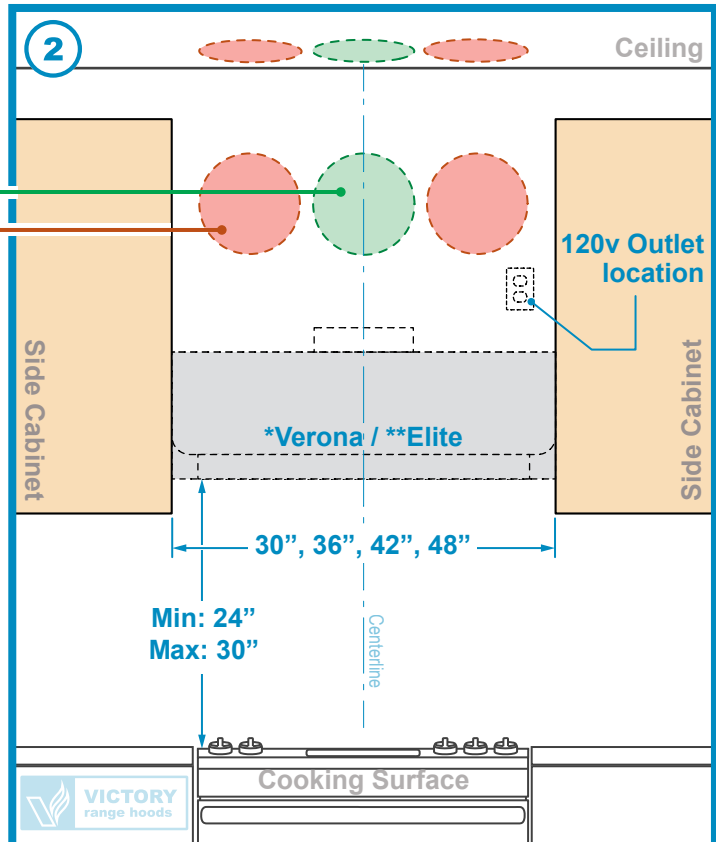 2
Ceiling
120v Outlet
location
Side Cabinet
Side Cabinet
*Verona / **Elite
30”, 36”, 42”, 48”
Min: 24”
Max: 30”
Centerline
Cooking Surface
VICTORY
range hoods